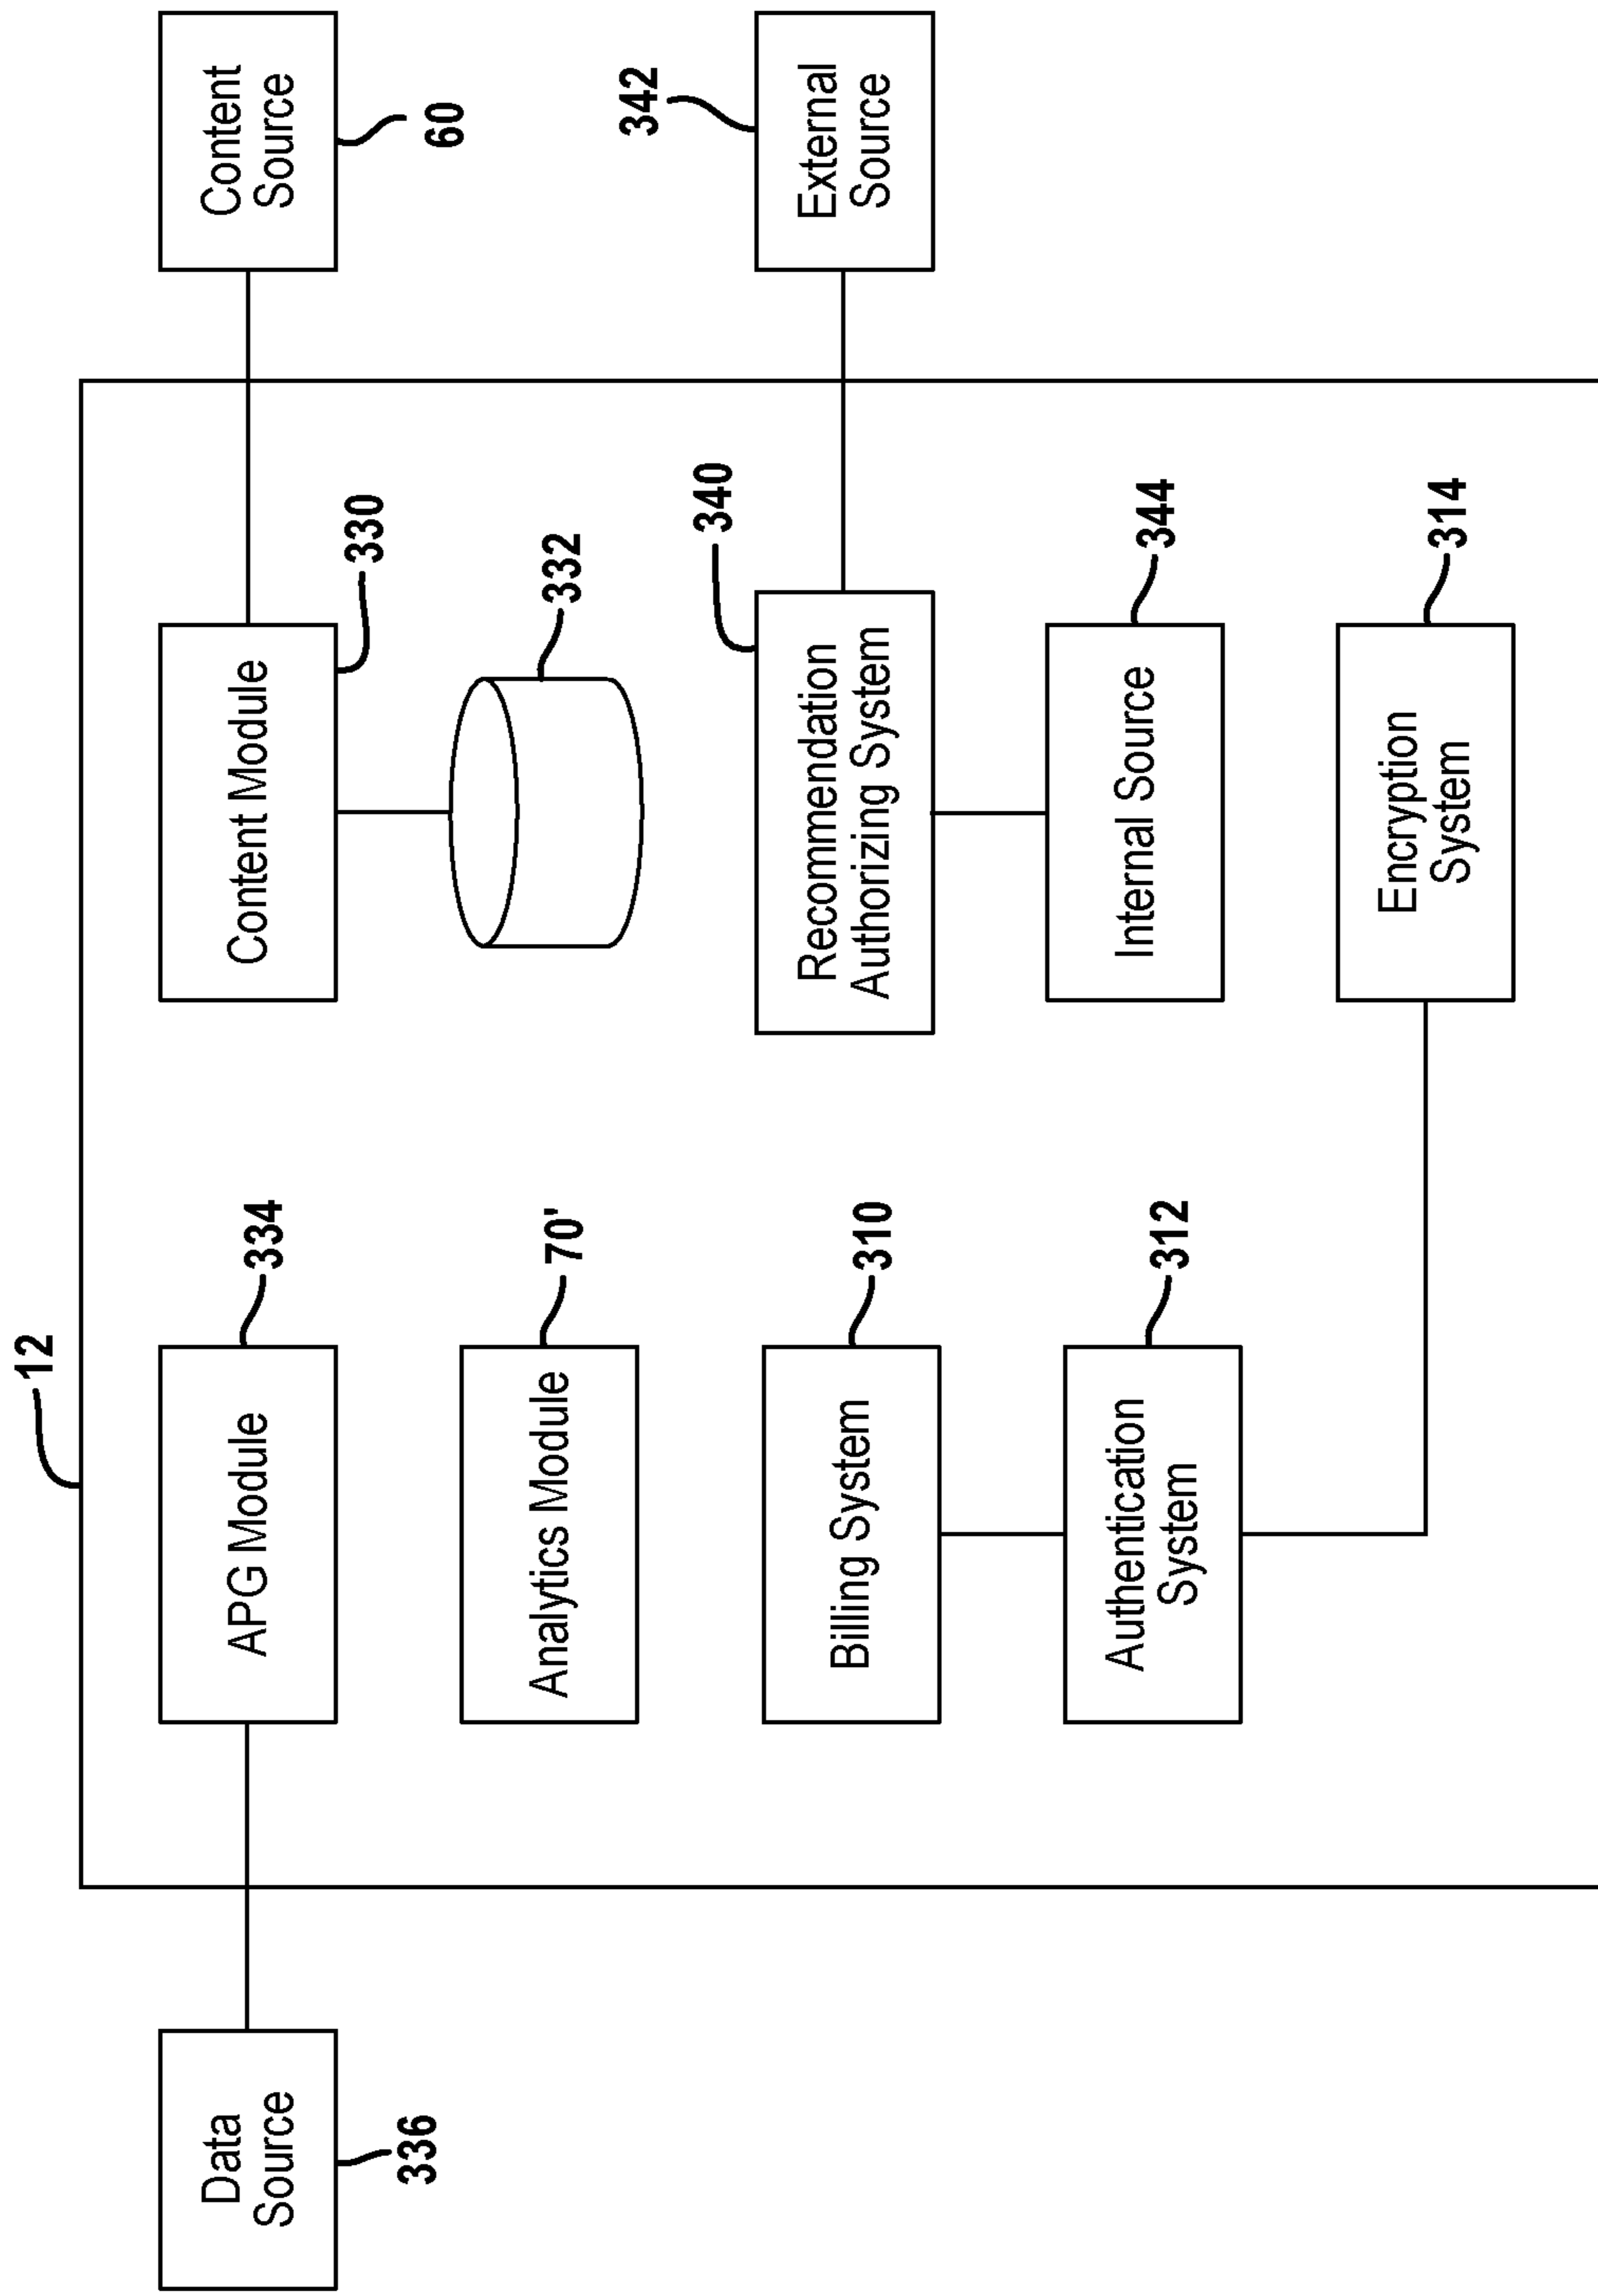 12
Data
Source
336
APG Module
334
Content Module
330
Content
Source
60
Analytics Module
70'
332
Billing System
310
Recommendation
Authorizing System
340
External
Source
342
Authentication
System
312
Internal Source
344
Encryption
System
314